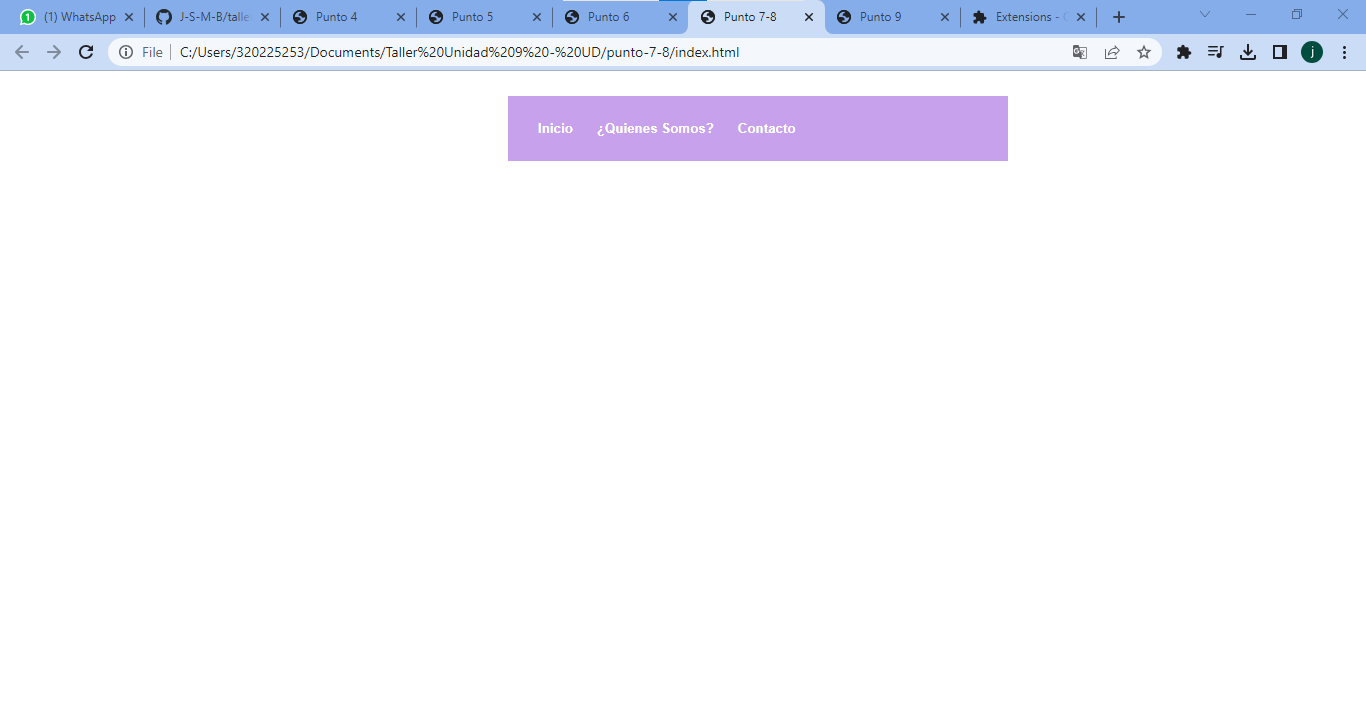 1 (1) WhatsApp J-S-M-B/talle Punto 4 Punto 5 Punto 6 Punto 7-8 Punto 9 Extensions -
File C:/Users/320225253/Documents/Taller%20Unidad%209%20-%20UD/punto-7-8/index.html j
Inicio ¿Quienes Somos? Contacto